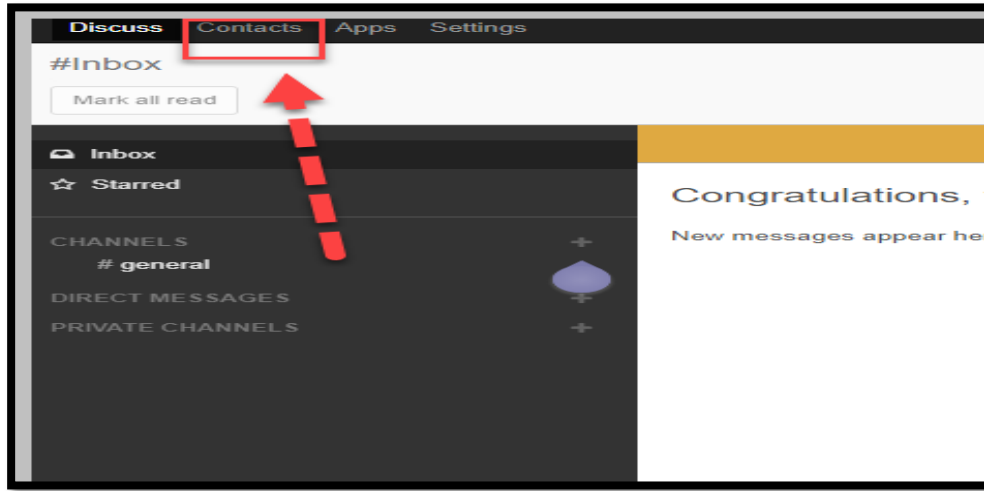 Discuss Contacts Apps Settings
#Inbox
Mark all read
Inbox
Starred
Congratulations,
New messages appear
CHANNELS
# general
DIRECT MESSAGES
PRIVATE CHANNELS